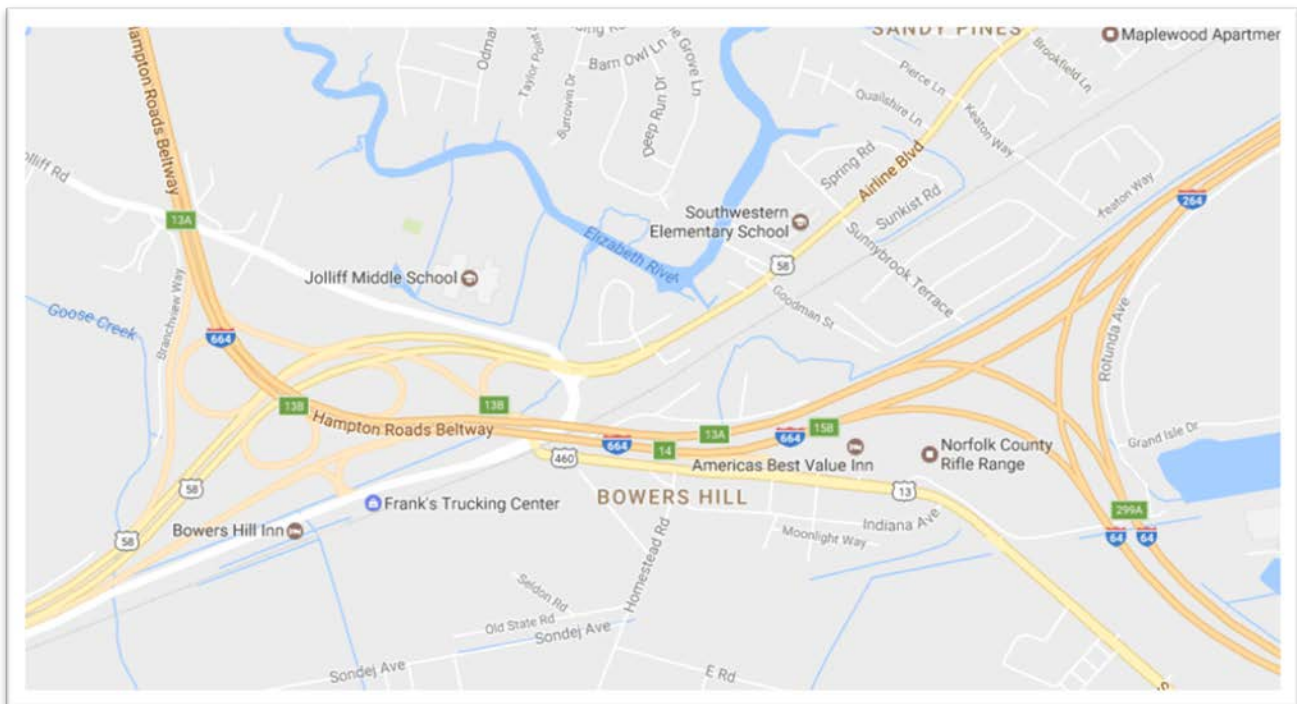 SANDY PINES
Maplewood Apartmer
Hampton Roads Beltway
Odma
Taylor Point
Barn Owl Ln
Burrowin Dr
Deep Run Dr
Grove Ln
Pierce Ln
Brookfield Ln
Quailshire Ln
Keaton Way
Spring Rd
Airline Blvd
Sunkist Rd
Keaton Way
264
olliff Rd
13A
Southwestern
Elementary School
Sunnybrook Terrace
Elizabeth River
58
Jolliff Middle School
Goodman St
Rotunda Ave
Goose Creek
Branchview Way
664
13B
13B
Hampton Roads Beltway
664
13A
664
15B
14
460
Americas Best Value Inn
Norfolk County
Rifle Range
Grand Isle Dr
58
13
BOWERS HILL
Frank's Trucking Center
Indiana Ave
299A
Bowers Hill Inn
58
Moonlight Way
64
64
Homestead Rd
Seldon Rd
Old State Rd
Sondej Ave
Sondej Ave
E Rd